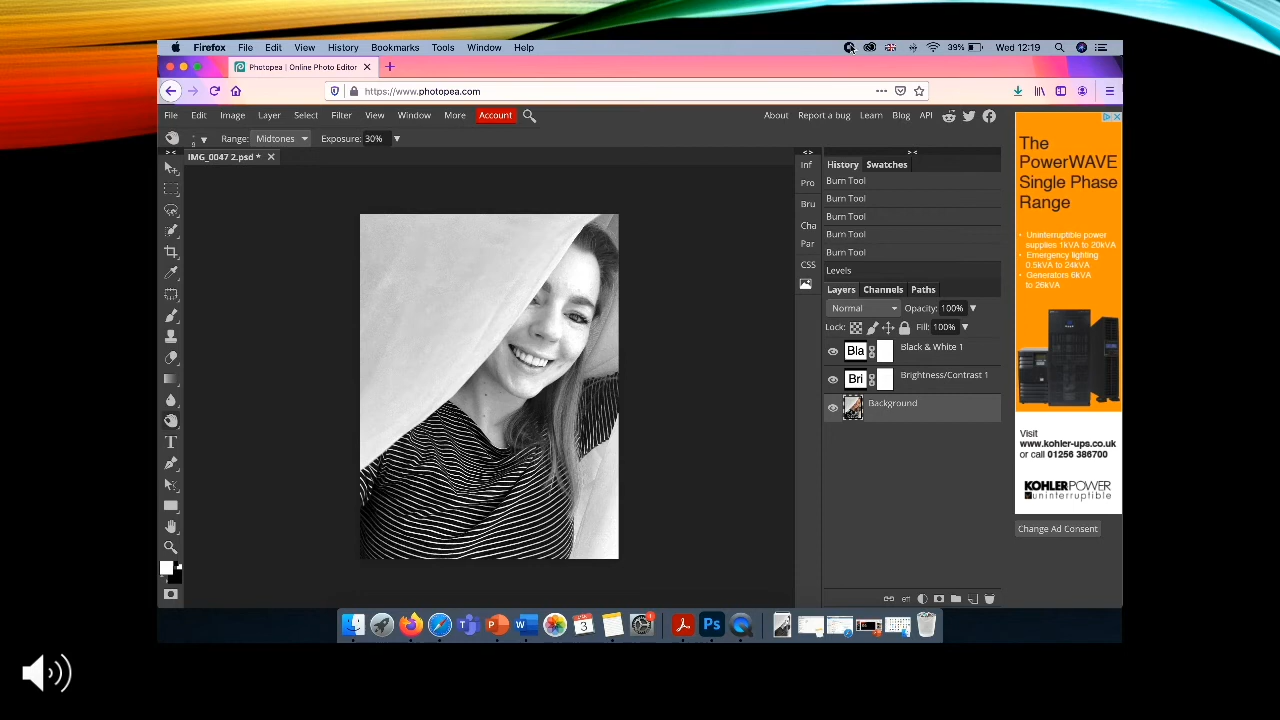 Firefox File Edit View History Bookmarks Tools Window Help 39% Wed 12:19
Photopea | Online Photo Editor
https://www.photopea.com
File Edit Image Layer Select Filter View Window More Account About Report a bug Learn Blog API
Range: Midtones Exposure: 30%
IMG_0047 2.psd *
Inf
Pro
Bru
Cha
Par
CSS
History Swatches
Burn Tool
Burn Tool
Burn Tool
Burn Tool
Burn Tool
Levels
Layers Channels Paths
Normal Opacity: 100%
Lock: Fill: 100%
Bla Black & White 1
Bri Brightness/Contrast 1
Background
The
PowerWAVE
Single Phase
Range
• Uninterruptible power
supplies 1kVA to 20kVA
• Emergency lighting
0.5kVA to 24kVA
• Generators 6kVA
to 26kVA
Visit
www.kohler-ups.co.uk
or call 01256 386700
KOHLERPOWER
uninterruptible
Change Ad Consent
3
1
Ps